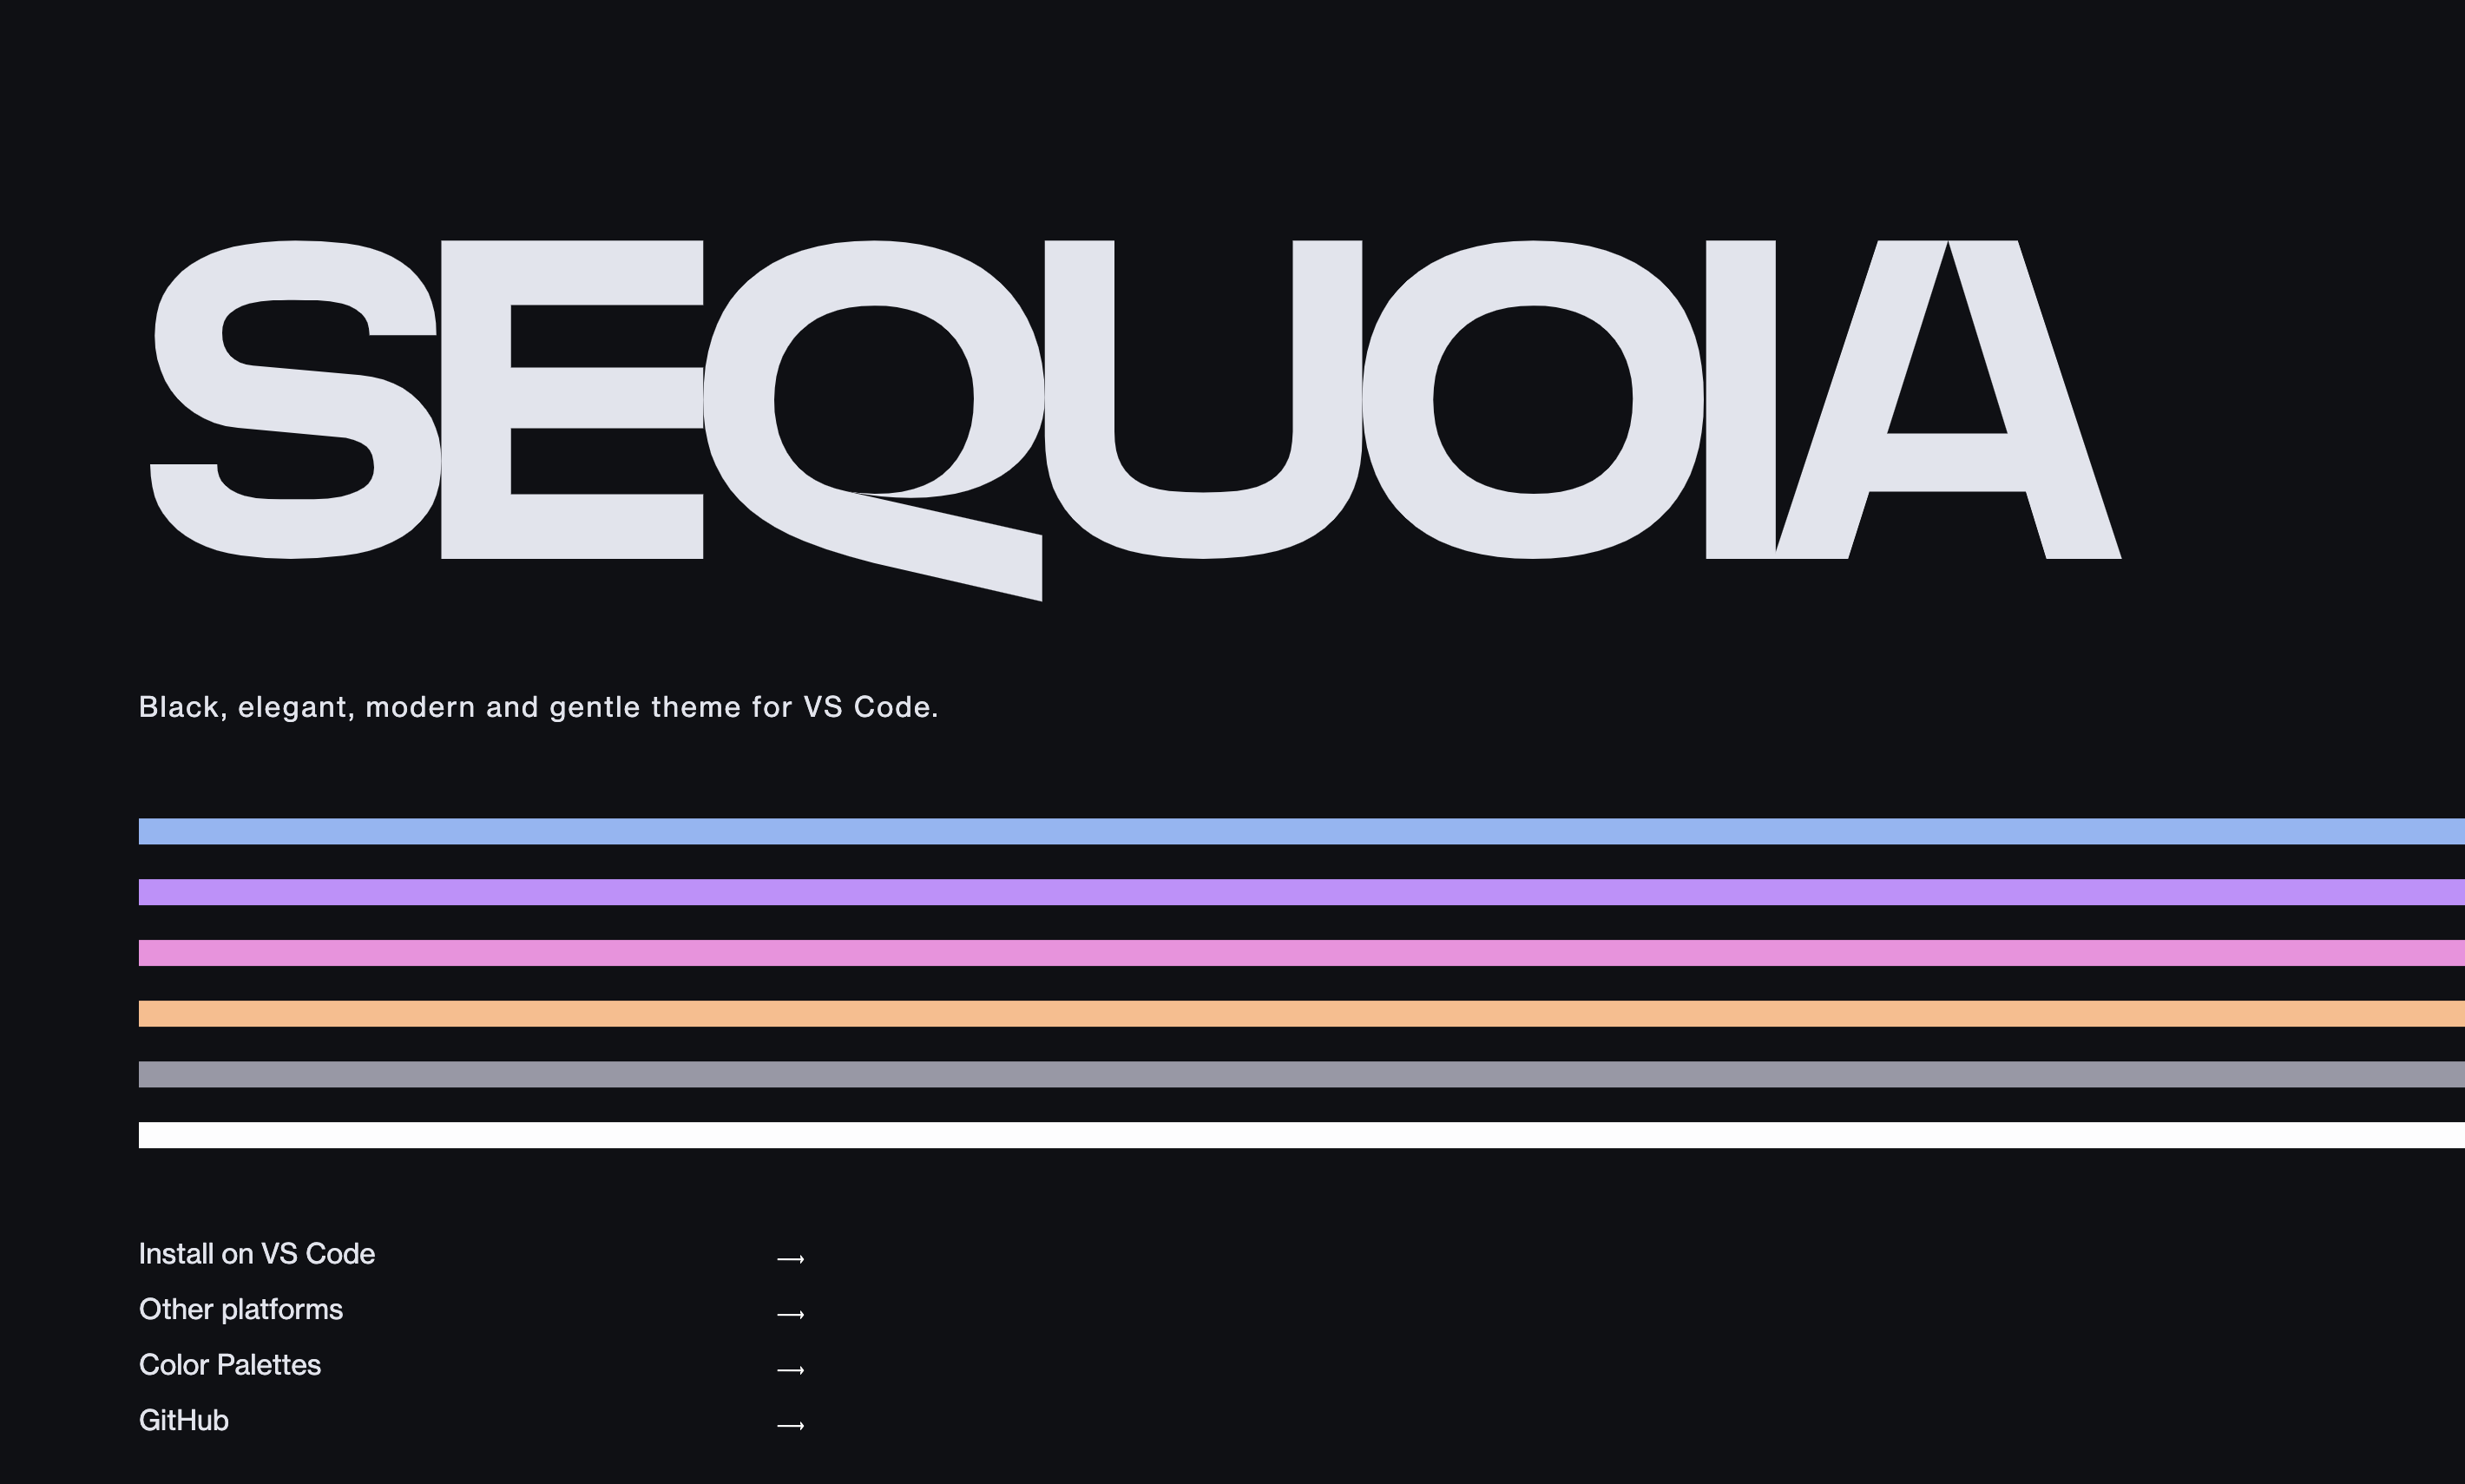 SEQUOIA
Black, elegant, modern and gentle theme for VS Code.
Install on VS Code →
Other platforms →
Color Palettes →
GitHub →